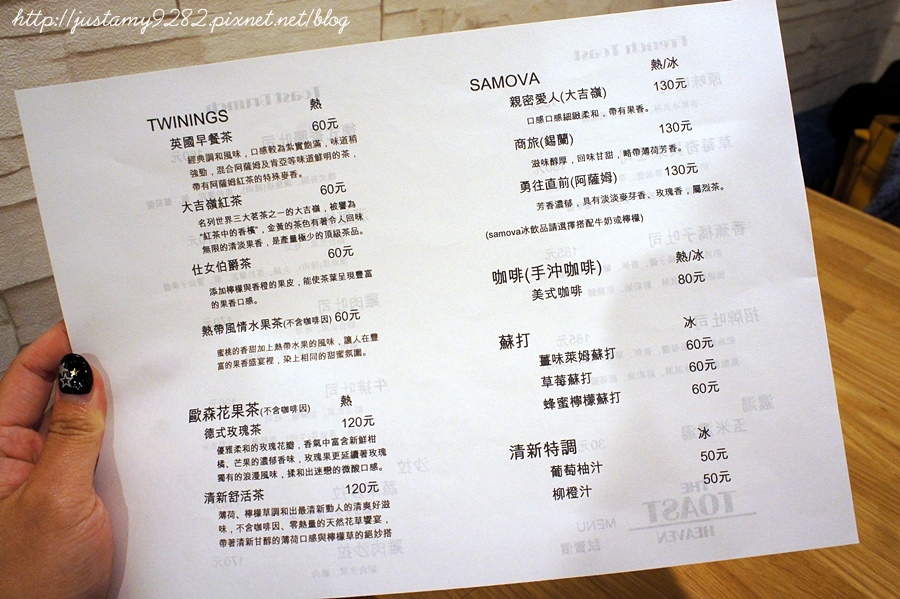 http://justamy9282.pixnet.net/blog
TWININGS 熱
英國早餐茶 60元
經典調和風味，口感較為紮實飽滿，味道稍
強勁，混合阿薩姆及肯亞等味道鮮明的茶，
帶有阿薩姆紅茶的特殊麥香。
大吉嶺紅茶 60元
名列世界三大茗茶之一的大吉嶺，被譽為
"紅茶中的香檳"，金黃的茶色有著令人回味
無限的清淡果香，是產量極少的頂級茶品。
仕女伯爵茶 60元
添加檸檬與香橙的果皮，能使茶葉呈現豐富
的果香口感。
熱帶風情水果茶(不含咖啡因) 60元
蜜桃的香甜加上熱帶水果的風味，讓人在豐
富的果香盛宴裡，染上相同的甜蜜氛圍。
歐森花果茶(不含咖啡因) 熱
德式玫瑰茶 120元
優雅柔和的玫瑰花瓣，香氣中富含新鮮柑
橘、芒果的濃郁香味，玫瑰果更延續著玫瑰
獨有的浪漫風味，揉和出迷戀的微酸口感。
清新舒活茶 120元
薄荷、檸檬草調和出最清新動人的清爽好滋
味，不含咖啡因、零熱量的天然花草饗宴，
帶著清新甘醇的薄荷口感與檸檬草的絕妙搭
SAMOVA 熱/冰
親密愛人(大吉嶺) 130元
口感口感細緻柔和，帶有果香。
商旅(錫蘭) 130元
滋味醇厚，回味甘甜，略帶薄荷芳香。
勇往直前(阿薩姆) 130元
芳香濃郁，具有淡淡麥芽香、玫瑰香，屬烈茶。
(samova冰飲品請選擇搭配牛奶或檸檬)
咖啡(手沖咖啡) 熱/冰
美式咖啡 80元
蘇打 冰
薑味萊姆蘇打 60元
草莓蘇打 60元
蜂蜜檸檬蘇打 60元
清新特調 冰
葡萄柚汁 50元
柳橙汁 50元